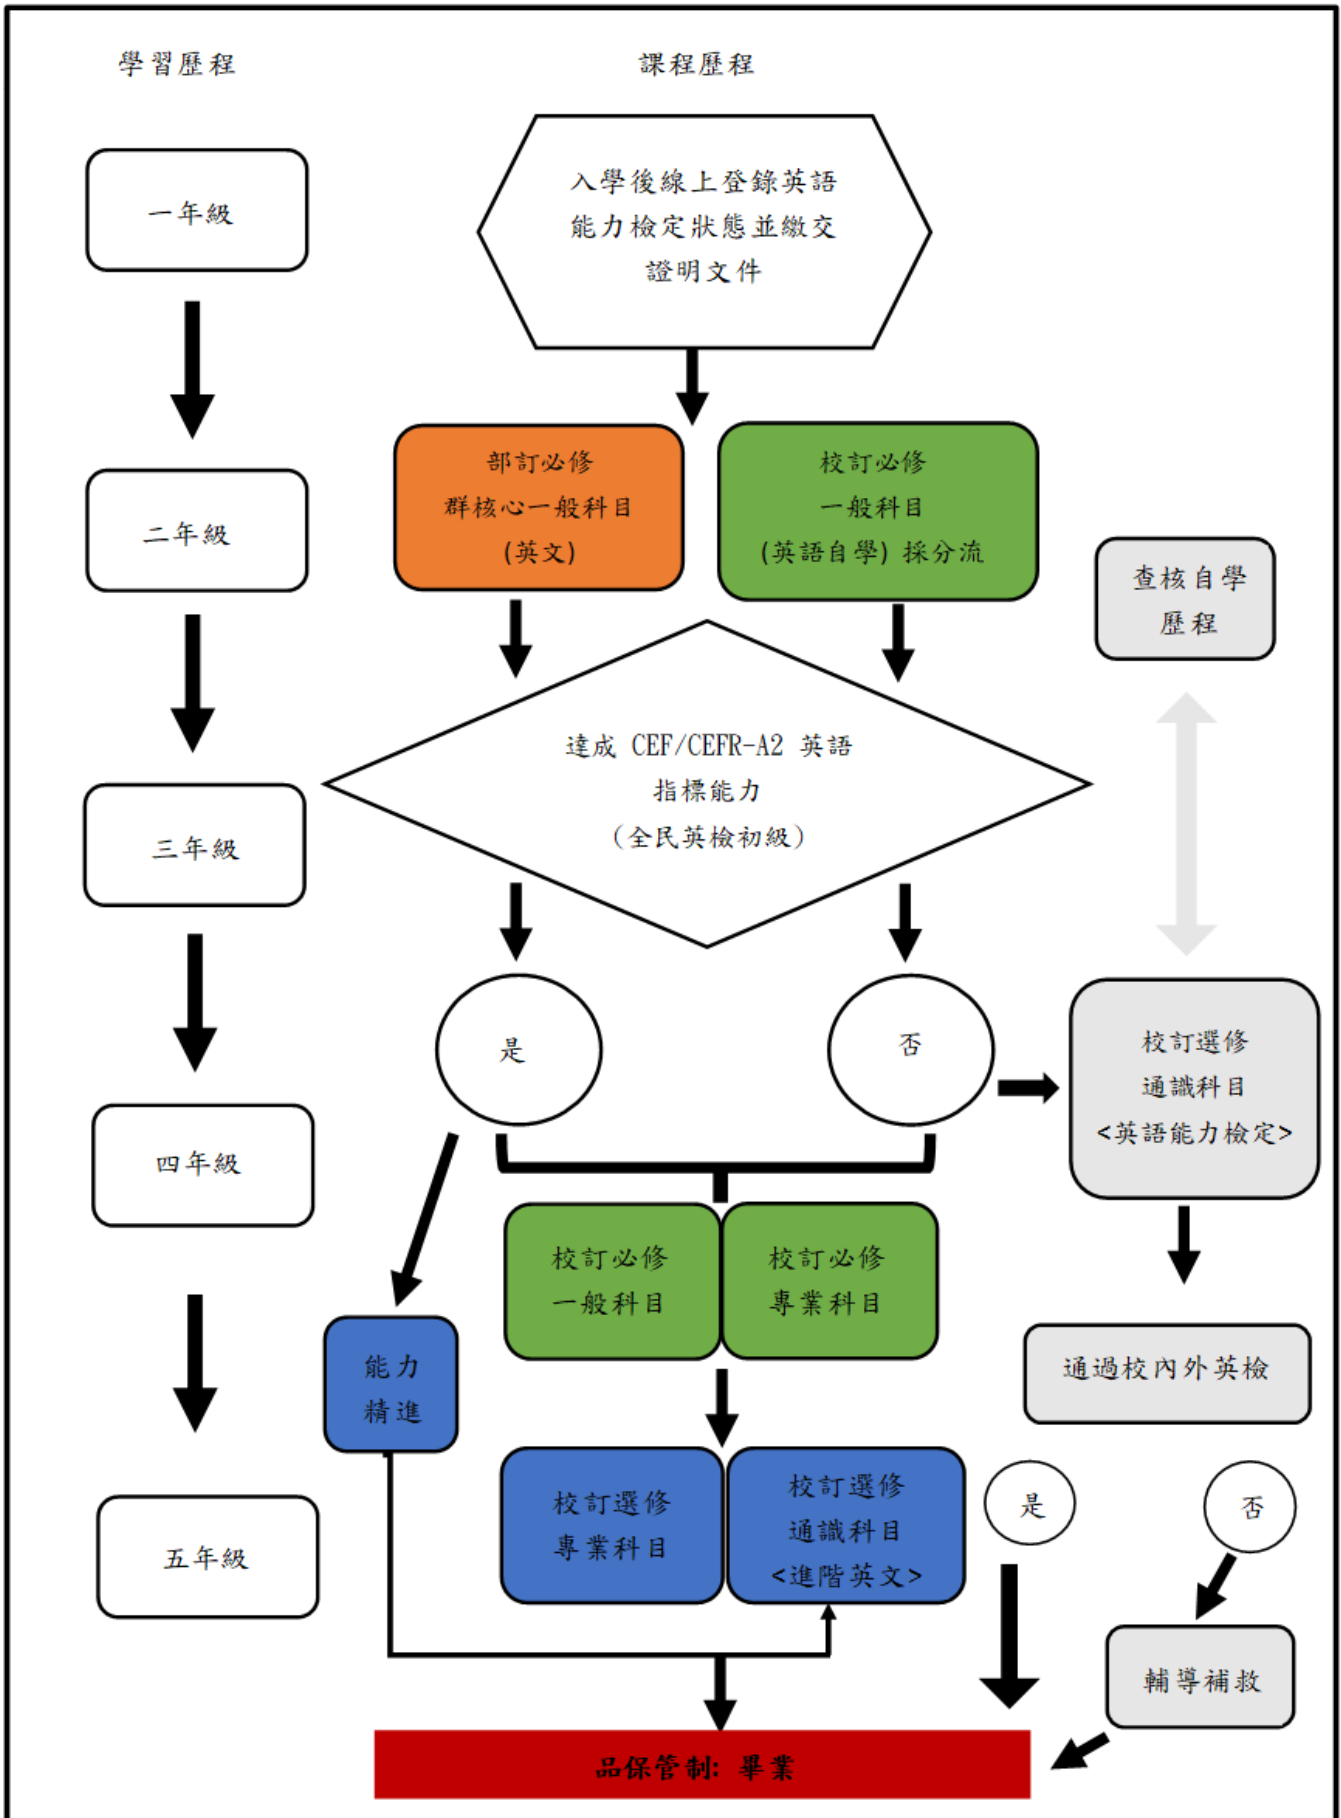 學習歷程
課程歷程
一年級
入學後線上登錄英語
能力檢定狀態並繳交
證明文件
二年級
部訂必修
群核心一般科目
(英文)
校訂必修
一般科目
(英語自學) 採分流
查核自學
歷程
三年級
達成 CEF/CEFR-A2 英語
指標能力
(全民英檢初級)
是
否
校訂選修
通識科目
<英語能力檢定>
四年級
校訂必修
一般科目
校訂必修
專業科目
能力
精進
通過校內外英檢
五年級
校訂選修
專業科目
校訂選修
通識科目
<進階英文>
是
否
輔導補救
品保管制: 畢業